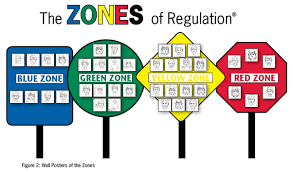 The ZONES of Regulation®
BLUE ZONE
GREEN ZONE
YELLOW ZONE
RED ZONE
Figure 2: Wall Posters of the Zones